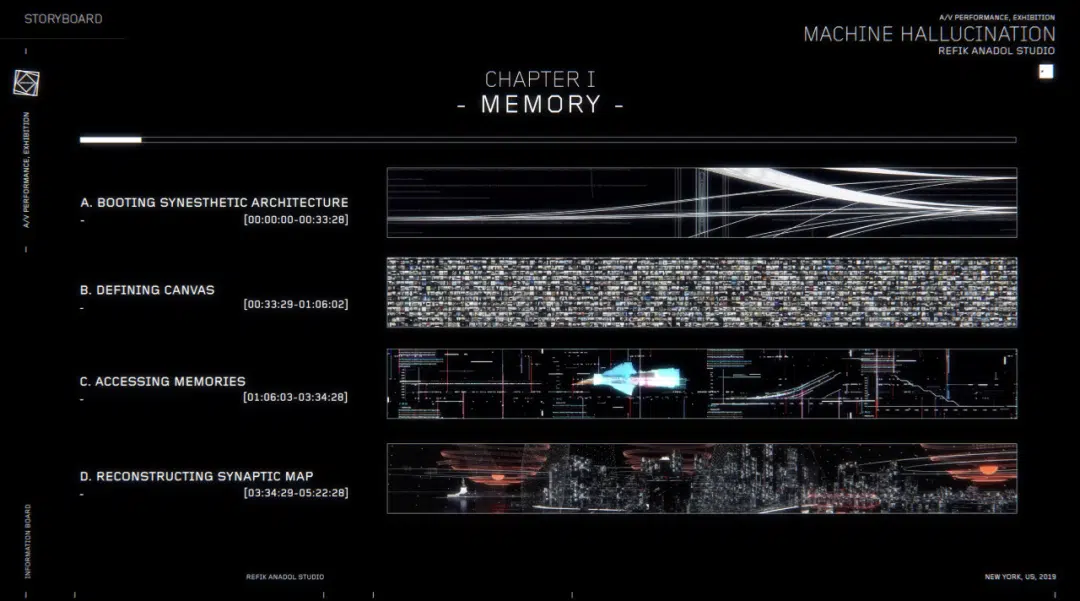 STORYBOARD
A/V PERFORMANCE, EXHIBITION
MACHINE HALLUCINATION
REFIK ANADOL STUDIO
CHAPTER I
- MEMORY -
A/V PERFORMANCE, EXHIBITION
A. BOOTING SYNESTHETIC ARCHITECTURE
- [00:00:00-00:33:28]
B. DEFINING CANVAS
- [00:33:29-01:06:02]
C. ACCESSING MEMORIES
- [01:06:03-03:34:28]
D. RECONSTRUCTING SYNAPTIC MAP
- [03:34:29-05:22:28]
INFORMATION BOARD
REFIK ANADOL STUDIO
NEW YORK, US, 2019